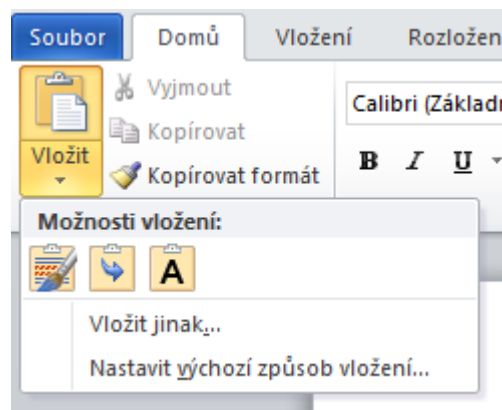 Soubor Domů Vložení Rozložen
Vyjmout
Kopírovat
Kopírovat formát
Vložit
Calibri (Základ
B I U
Možnosti vložení:
A
Vložit jinak...
Nastavit výchozí způsob vložení...